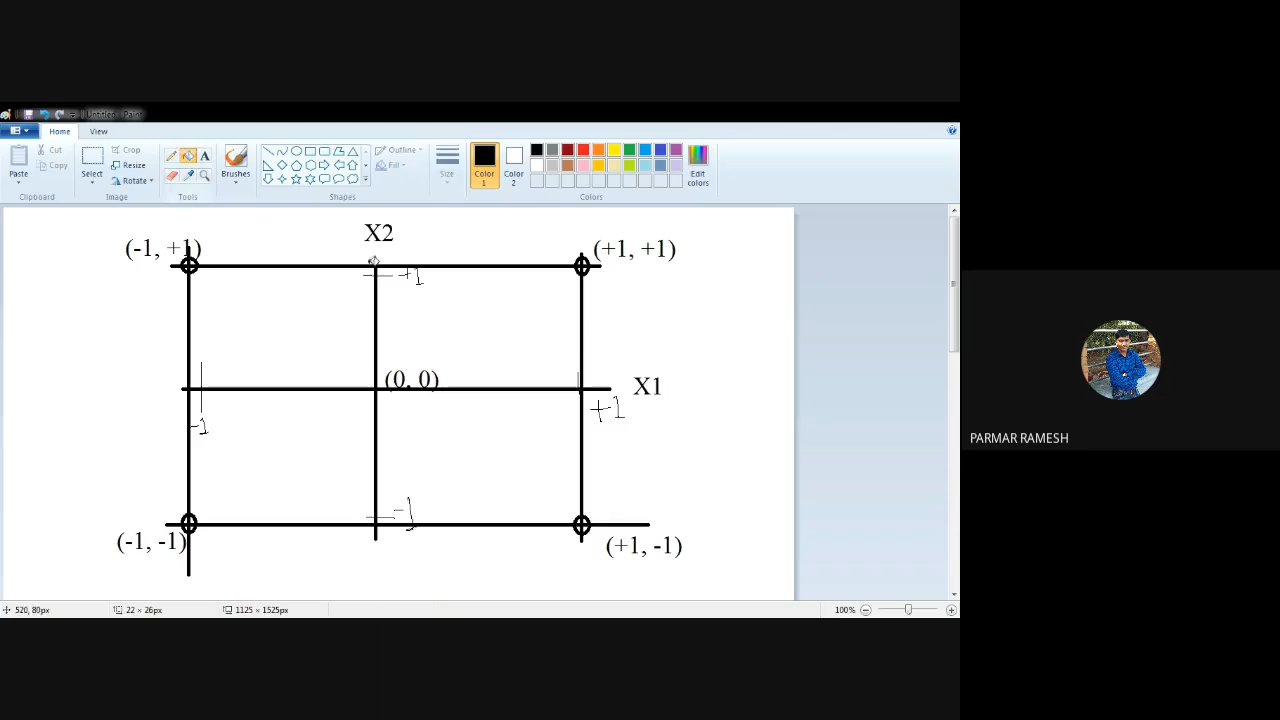 Untitled - Paint
Home View
Cut
Copy
Paste
Clipboard
Crop
Resize
Rotate
Select
Image
Tools
Brushes
Outline
Fill
Shapes
Size
Color 1
Color 2
Edit colors
Colors
X2
(-1, +1)
(+1, +1)
+1
(0, 0)
X1
-1
+1
-1
(-1, -1)
(+1, -1)
520, 80px
22 × 26px
1125 × 1525px
100%
PARMAR RAMESH